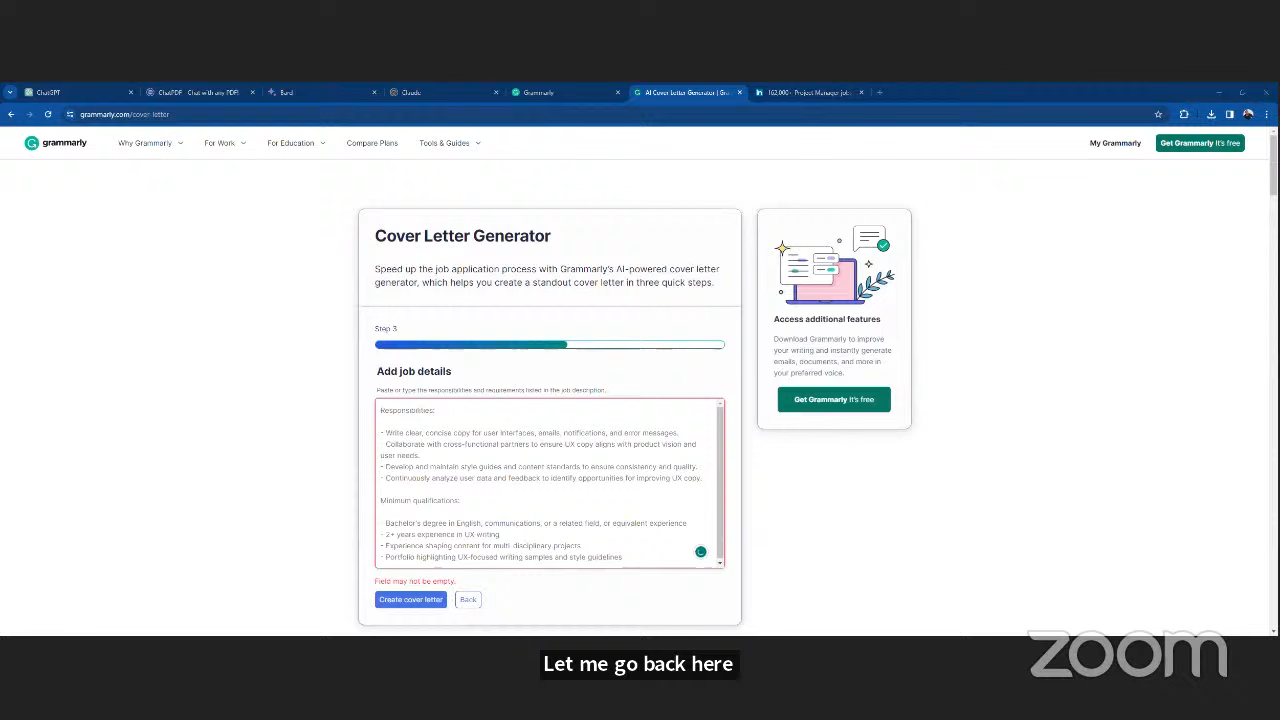 ChatGPT
ChatPDF - Chat with any PDF!
Bard
Claude
Grammarly
AI Cover Letter Generator | Gra
162,000+ Project Manager job
grammarly.com/cover-letter
grammarly
Why Grammarly
For Work
For Education
Compare Plans
Tools & Guides
My Grammarly
Get Grammarly It's free
Cover Letter Generator
Speed up the job application process with Grammarly's AI-powered cover letter
generator, which helps you create a standout cover letter in three quick steps.
Step 3
Add job details
Paste or type the responsibilities and requirements listed in the job description.
Responsibilities:
- Write clear, concise copy for user interfaces, emails, notifications, and error messages.
- Collaborate with cross-functional partners to ensure UX copy aligns with product vision and
user needs.
- Develop and maintain style guides and content standards to ensure consistency and quality.
- Continuously analyze user data and feedback to identify opportunities for improving UX copy.
Minimum qualifications:
- Bachelor's degree in English, communications, or a related field, or equivalent experience
- 2+ years experience in UX writing
- Experience shaping content for multi-disciplinary projects
- Portfolio highlighting UX-focused writing samples and style guidelines
Field may not be empty.
Create cover letter
Back
Access additional features
Download Grammarly to improve
your writing and instantly generate
emails, documents, and more in
your preferred voice.
Get Grammarly It's free
Let me go back here
zoom